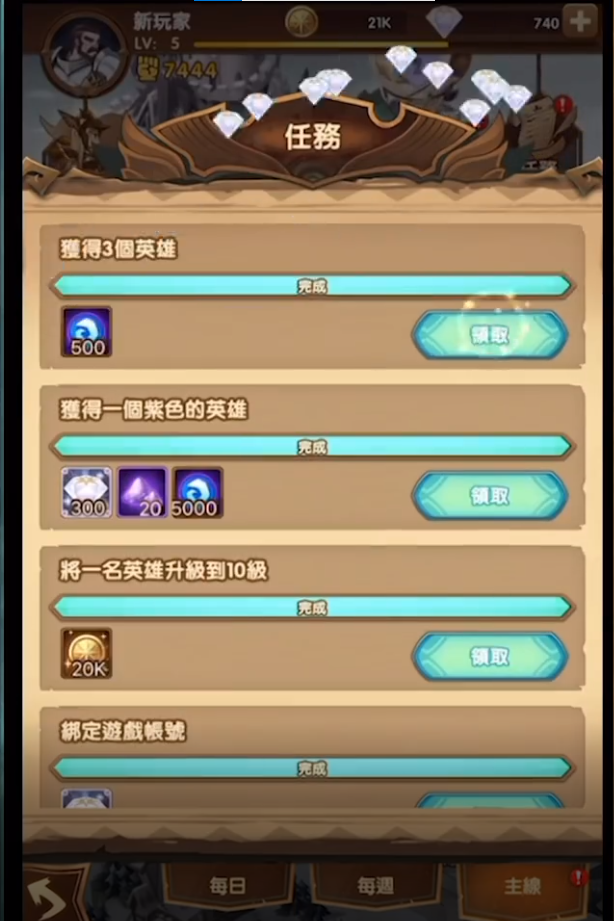 新玩家
21K
740
LV: 5
7444
任務
獲得3個英雄
完成
500
領取
獲得一個紫色的英雄
完成
300
20
5000
領取
將一名英雄升級到10級
完成
20K
領取
綁定遊戲帳號
完成
每日
每週
主線